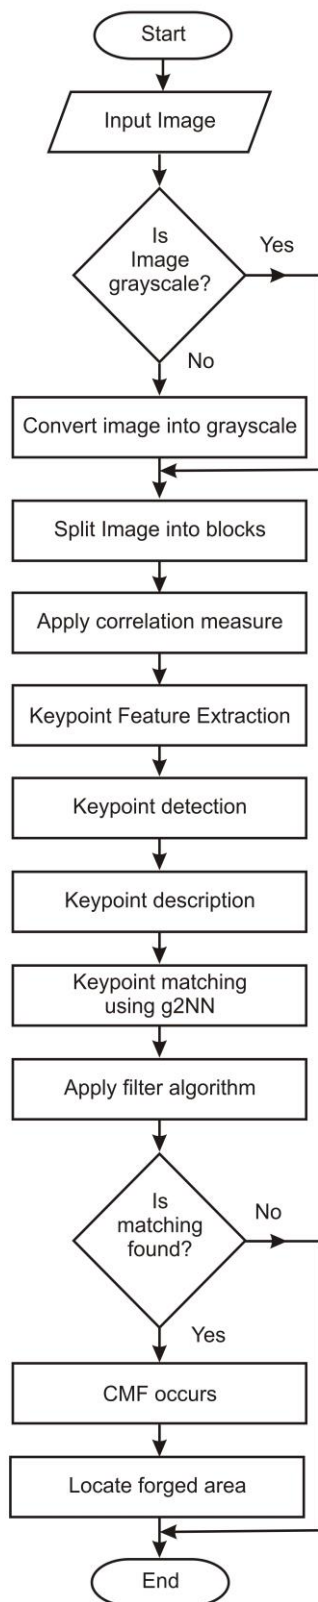 Start
Input Image
Is
Image
grayscale?
Yes
No
Convert image into grayscale
Split Image into blocks
Apply correlation measure
Keypoint Feature Extraction
Keypoint detection
Keypoint description
Keypoint matching
using g2NN
Apply filter algorithm
Is
matching
found?
No
Yes
CMF occurs
Locate forged area
End